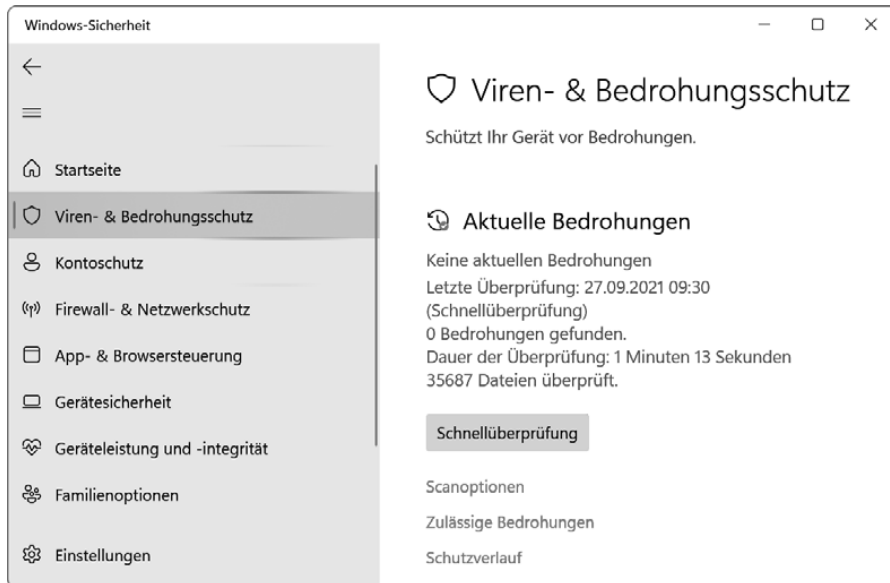 Windows-Sicherheit
Startseite
Viren- & Bedrohungsschutz
Kontoschutz
Firewall- & Netzwerkschutz
App- & Browsersteuerung
Gerätesicherheit
Geräteleistung und -integrität
Familienoptionen
Einstellungen
Viren- & Bedrohungsschutz
Schützt Ihr Gerät vor Bedrohungen.
Aktuelle Bedrohungen
Keine aktuellen Bedrohungen
Letzte Überprüfung: 27.09.2021 09:30
(Schnellüberprüfung)
0 Bedrohungen gefunden.
Dauer der Überprüfung: 1 Minuten 13 Sekunden
35687 Dateien überprüft.
Schnellüberprüfung
Scanoptionen
Zulässige Bedrohungen
Schutzverlauf